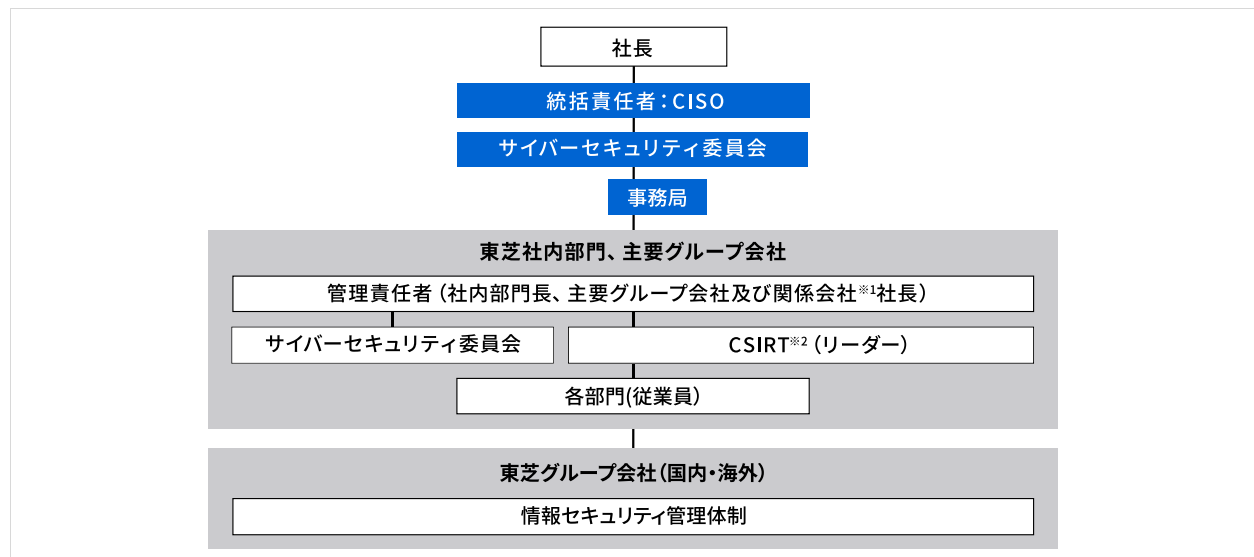 社長
統括責任者：CISO
サイバーセキュリティ委員会
事務局
東芝社内部門、主要グループ会社
管理責任者（社内部門長、主要グループ会社及び関係会社※1社長）
サイバーセキュリティ委員会
CSIRT※2（リーダー）
各部門(従業員）
東芝グループ会社（国内・海外）
情報セキュリティ管理体制